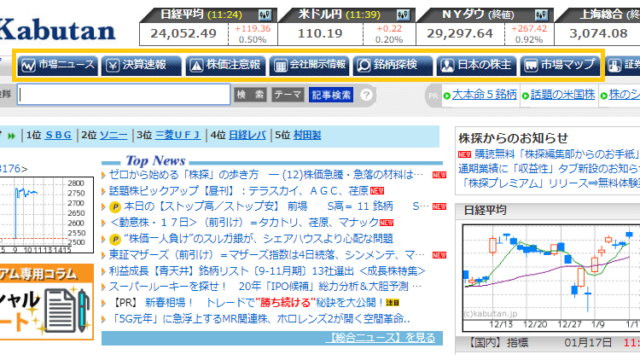 Kabutan
日経平均 (11:24)
24,052.49 +119.36 0.50%
米ドル円 (11:39)
110.19 +0.22 0.20%
NYダウ (終値)
29,297.64 +267.42 0.92%
上海総合 (終値)
3,074.08
市場ニュース 決算速報 株価注意報 会社開示情報 銘柄探検 日本の株主 市場マップ 証券
検索 テーマ 記事検索 ? PR 大本命5銘柄 話題の米国株 株のシ
1位 SBG 2位 ソニー 3位 三菱UFJ 4位 日経レバ 5位 村田製
Top News
ゼロから始める「株探」の歩き方 ー (12)株価急騰・急落の材料は… NEW
話題株ピックアップ【昼刊】:テラスカイ、AGC、荏原 NEW
P 本日の【ストップ高/ストップ安】 前場 S高= 11 銘柄 S… NEW
<動意株・17日>(前引け)=タカトリ、荏原、マナック NEW
P “株価一人負け”のスルガ銀が、シェアハウスより心配な問題
東証マザーズ(前引け)=マザーズ指数は4日続落、シンメンテ、マ… NEW
利益成長【青天井】銘柄リスト [9-11月期] 13社選出 <成長株特集>
スーパールーキーを探せ! 20年「IPO候補」総力分析&大胆予測
【PR】 新春相場! トレードで"勝ち続ける"秘訣を大公開! 注目
「5G元年」に急浮上するMR関連株、ホロレンズ2が開く空間革命..
【総合ニュース】を見る
3176>
2800
2750
2700
2650
2600
2550
2500
9 10 11 12 13 14 15
アム専用コラム
シャル
ート
株探からのお知らせ
購読無料「株探編集部からのお手紙」
通期業績に「収益性」タブ新設のお知ら
「株探プレミアム」リリース⇒無料体験
日経平均
(c)kabutan.jp
12/13 12/20 12/27 1/9 1/
【国内】指標 01月17日 11: